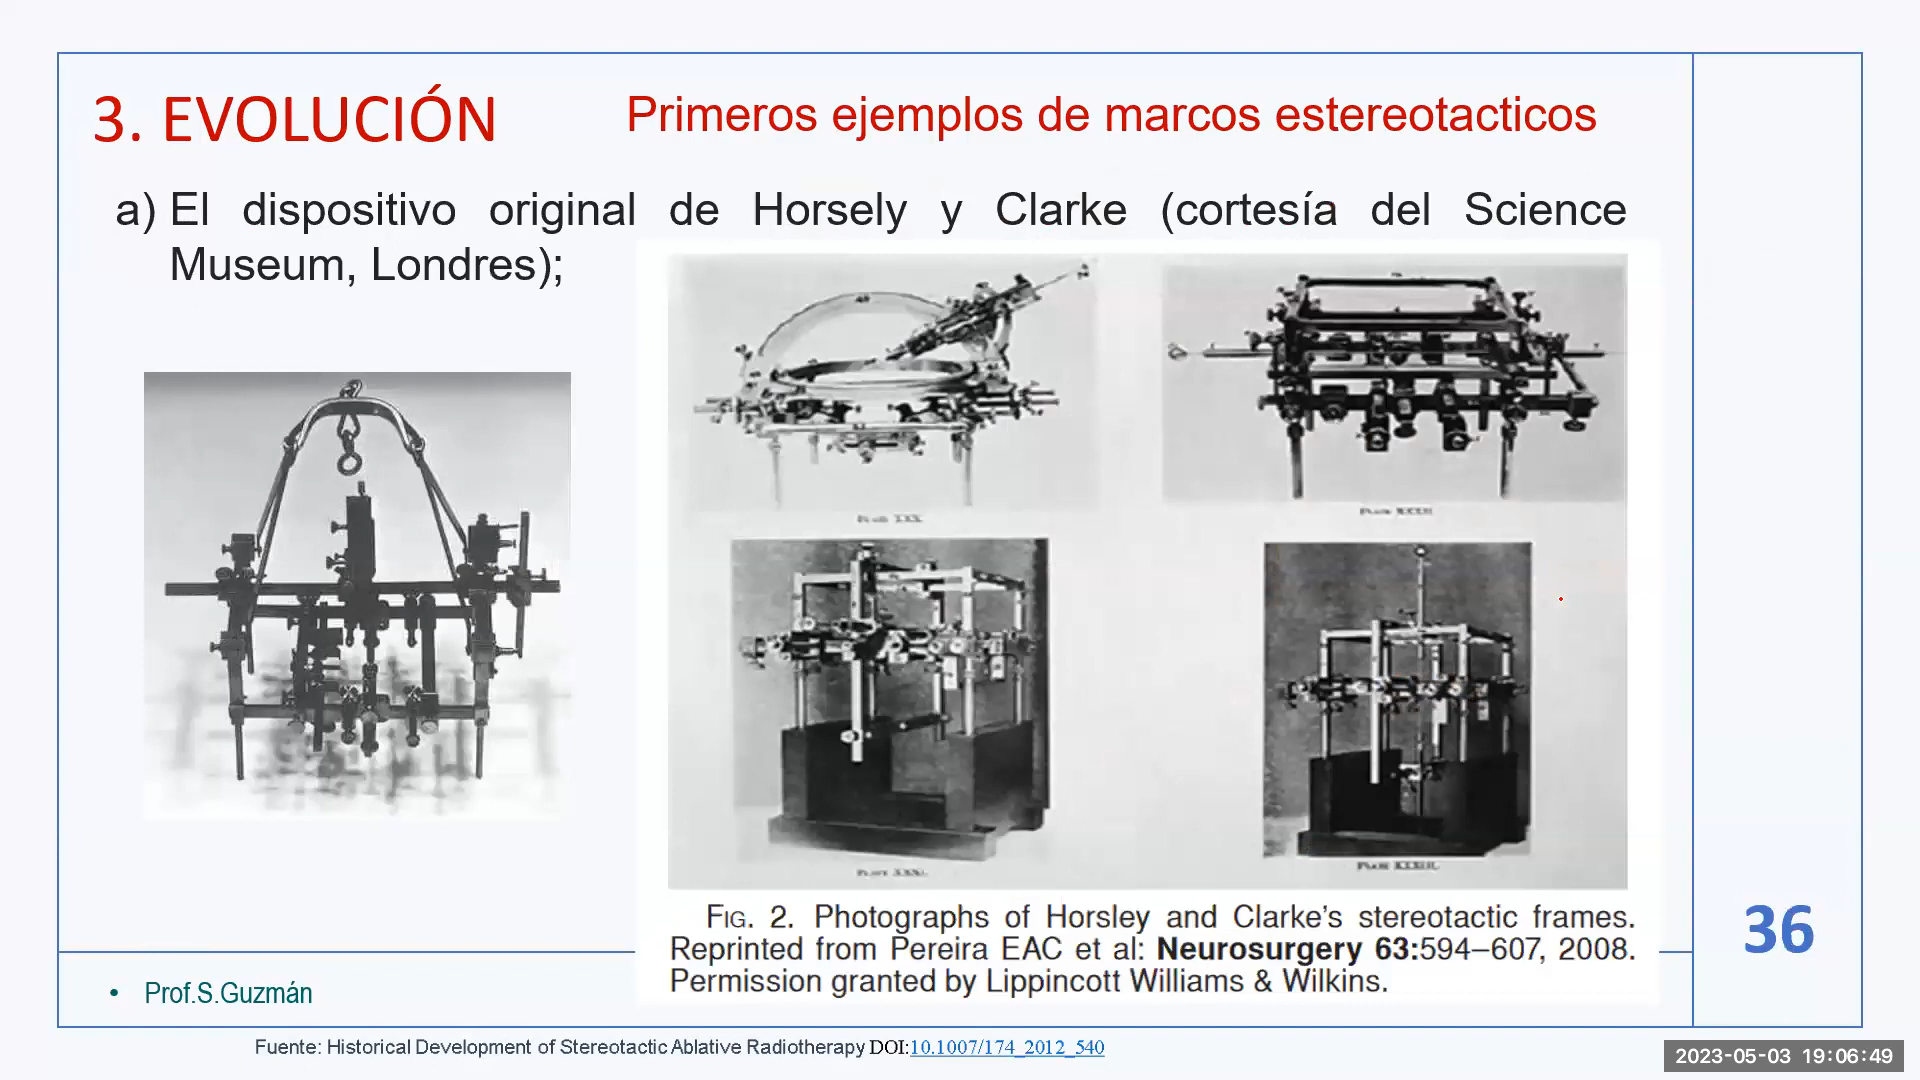 3. EVOLUCIÓN
Primeros ejemplos de marcos estereotacticos
a) El dispositivo original de Horsely y Clarke (cortesía del Science
Museum, Londres);
FIG. 2. Photographs of Horsley and Clarke's stereotactic frames.
Reprinted from Pereira EAC et al: Neurosurgery 63:594–607, 2008.
Permission granted by Lippincott Williams & Wilkins.
36
• Prof.S.Guzmán
Fuente: Historical Development of Stereotactic Ablative Radiotherapy DOI:10.1007/174_2012_540
2023-05-03 19:06:49